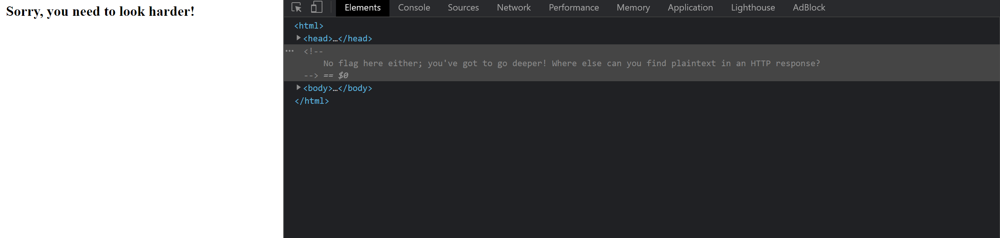 Sorry, you need to look harder!
Elements Console Sources Network Performance Memory Application Lighthouse AdBlock
<html>
<head>…</head>
<!--
No flag here either; you've got to go deeper! Where else can you find plaintext in an HTTP response?
--> == $0
<body>…</body>
</html>